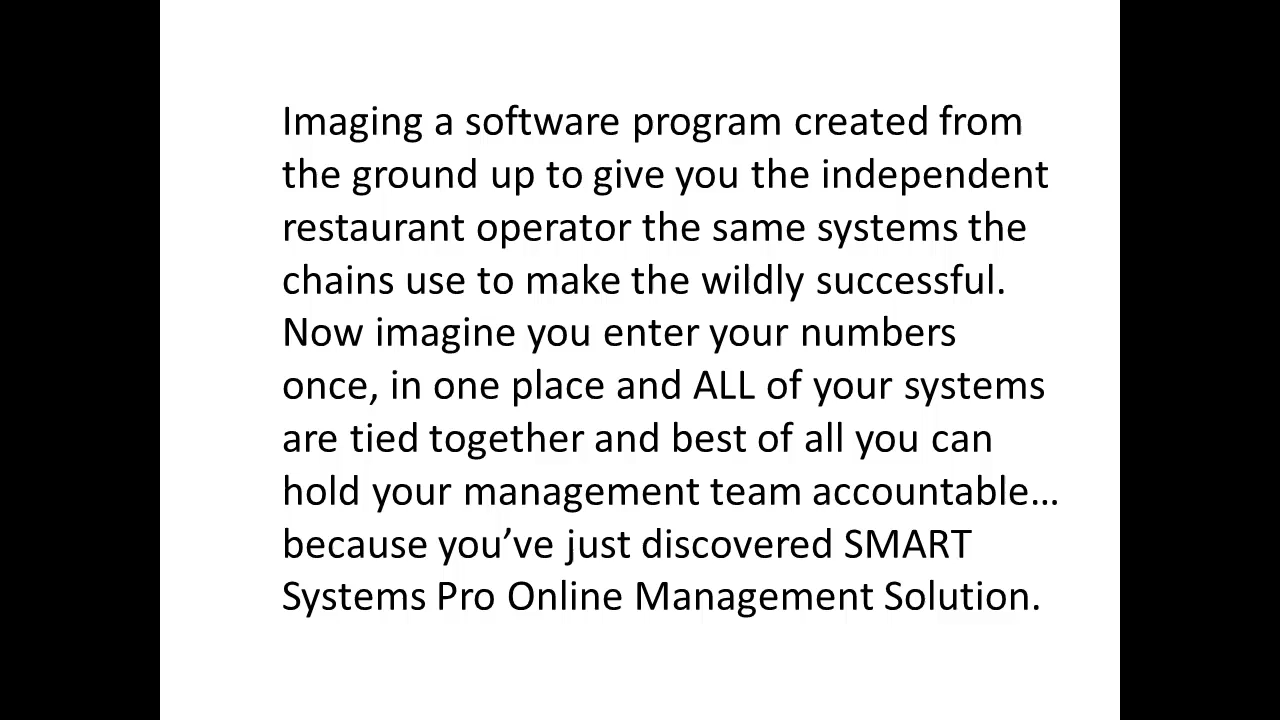 Imaging a software program created from
the ground up to give you the independent
restaurant operator the same systems the
chains use to make the wildly successful.
Now imagine you enter your numbers
once, in one place and ALL of your systems
are tied together and best of all you can
hold your management team accountable…
because you’ve just discovered SMART
Systems Pro Online Management Solution.